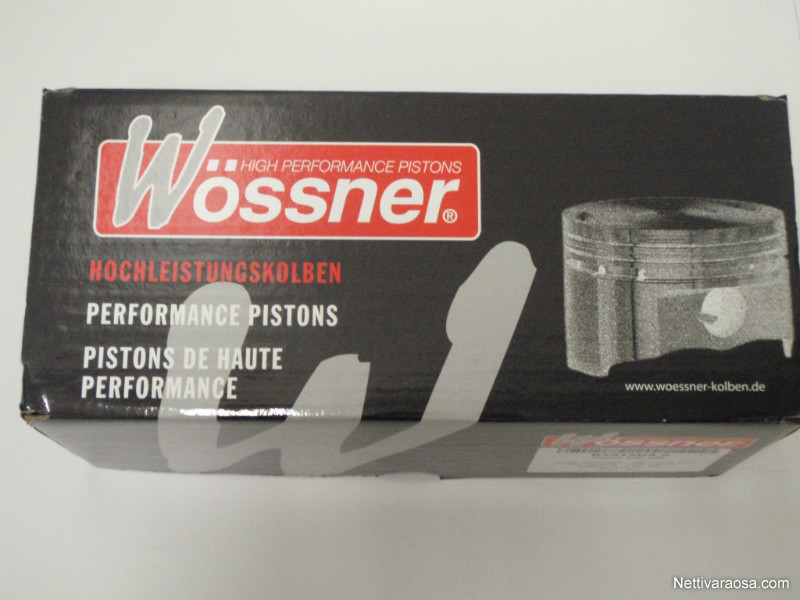 HIGH PERFORMANCE PISTONS
Wössner®
HOCHLEISTUNGSKOLBEN
PERFORMANCE PISTONS
PISTONS DE HAUTE
PERFORMANCE
www.woessner-kolben.de
Wössner
Nettivaraosa.com